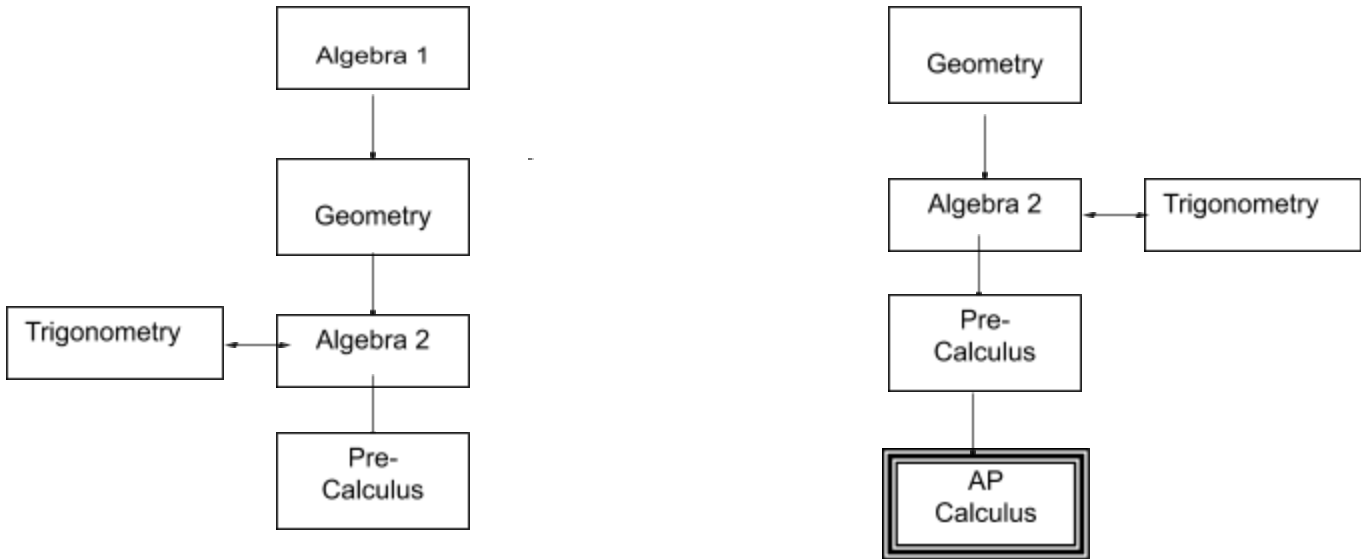 Algebra 1
Geometry
Trigonometry
Algebra 2
Pre-
Calculus
Geometry
Algebra 2
Trigonometry
Pre-
Calculus
AP
Calculus